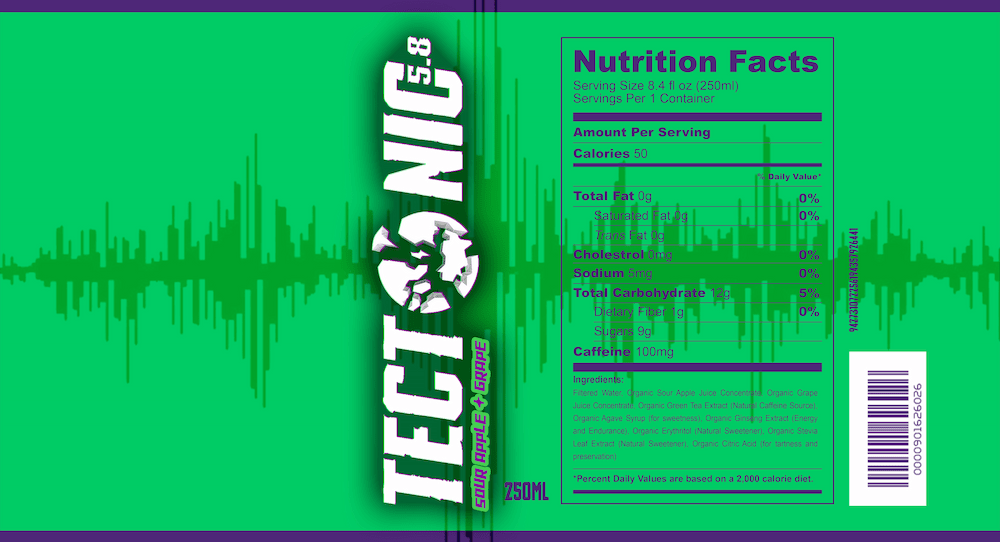 TECTONIC
5.8
SOUR APPLE + GRAPE
250ML
Nutrition Facts
Serving Size 8.4 fl oz (250ml)
Servings Per 1 Container
Amount Per Serving
Calories 50
% Daily Value*
Total Fat 0g 0%
Saturated Fat 0g 0%
Trans Fat 0g
Cholestrol 0mg 0%
Sodium 5mg 0%
Total Carbohydrate 12g 5%
Dietary Fiber 1g 0%
Sugars 9g
Caffeine 100mg
Ingredients:
Filtered Water, Organic Sour Apple Juice Concentrate, Organic Grape
Juice Concentrate, Organic Green Tea Extract (Natural Caffeine Source),
Organic Agave Syrup (for sweetness), Organic Ginseng Extract (Energy
and Endurance), Organic Erythritol (Natural Sweetener), Organic Stevia
Leaf Extract (Natural Sweetener), Organic Citric Acid (for tartness and
preservation)
*Percent Daily Values are based on a 2,000 calorie diet.
0000901626026